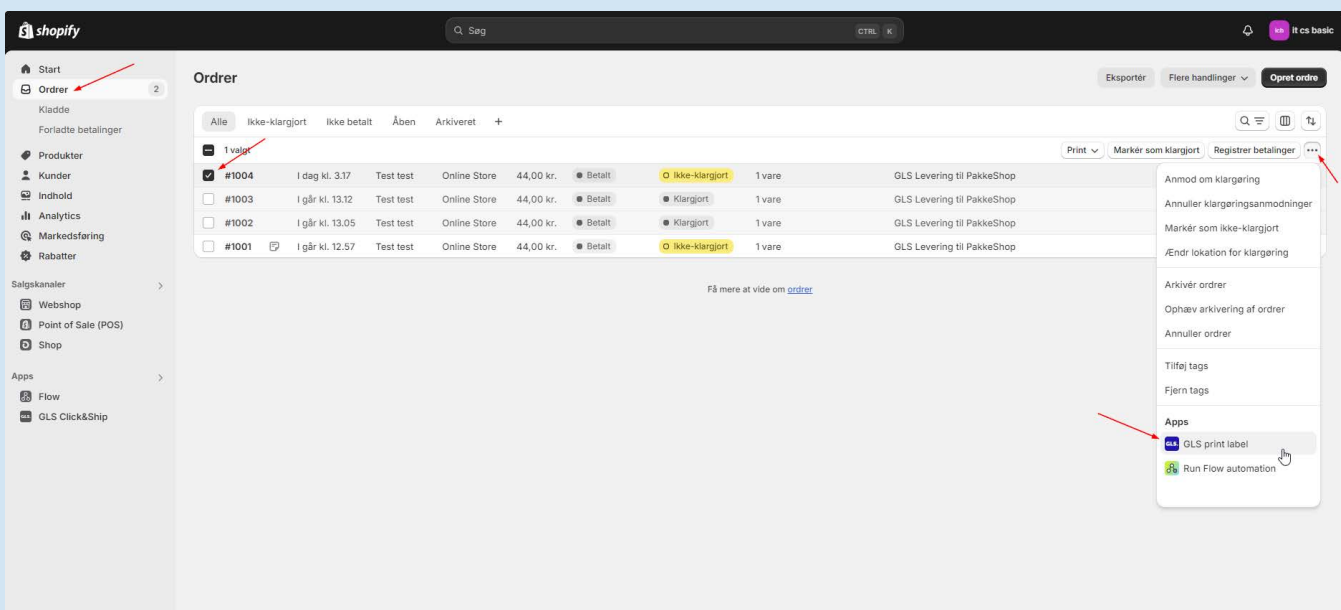 shopify
Søg
CTRL K
lcb
lt cs basic
Start
Ordrer 2
Kladde
Forladte betalinger
Produkter
Kunder
Indhold
Analytics
Markedsføring
Rabatter
Salgskanaler
Webshop
Point of Sale (POS)
Shop
Apps
Flow
GLS Click&Ship
Ordrer
Eksportér
Flere handlinger
Opret ordre
Alle Ikke-klargjort Ikke betalt Åben Arkiveret +
1 valgt
Print
Markér som klargjort
Registrer betalinger
#1004 I dag kl. 3.17 Test test Online Store 44,00 kr. Betalt Ikke-klargjort 1 vare GLS Levering til PakkeShop
#1003 I går kl. 13.12 Test test Online Store 44,00 kr. Betalt Klargjort 1 vare GLS Levering til PakkeShop
#1002 I går kl. 13.05 Test test Online Store 44,00 kr. Betalt Klargjort 1 vare GLS Levering til PakkeShop
#1001 I går kl. 12.57 Test test Online Store 44,00 kr. Betalt Ikke-klargjort 1 vare GLS Levering til PakkeShop
Få mere at vide om ordrer
Anmod om klargøring
Annuller klargøringsanmodninger
Markér som ikke-klargjort
Ændr lokation for klargøring
Arkivér ordrer
Ophæv arkivering af ordrer
Annuller ordrer
Tilføj tags
Fjern tags
Apps
GLS. GLS print label
Run Flow automation